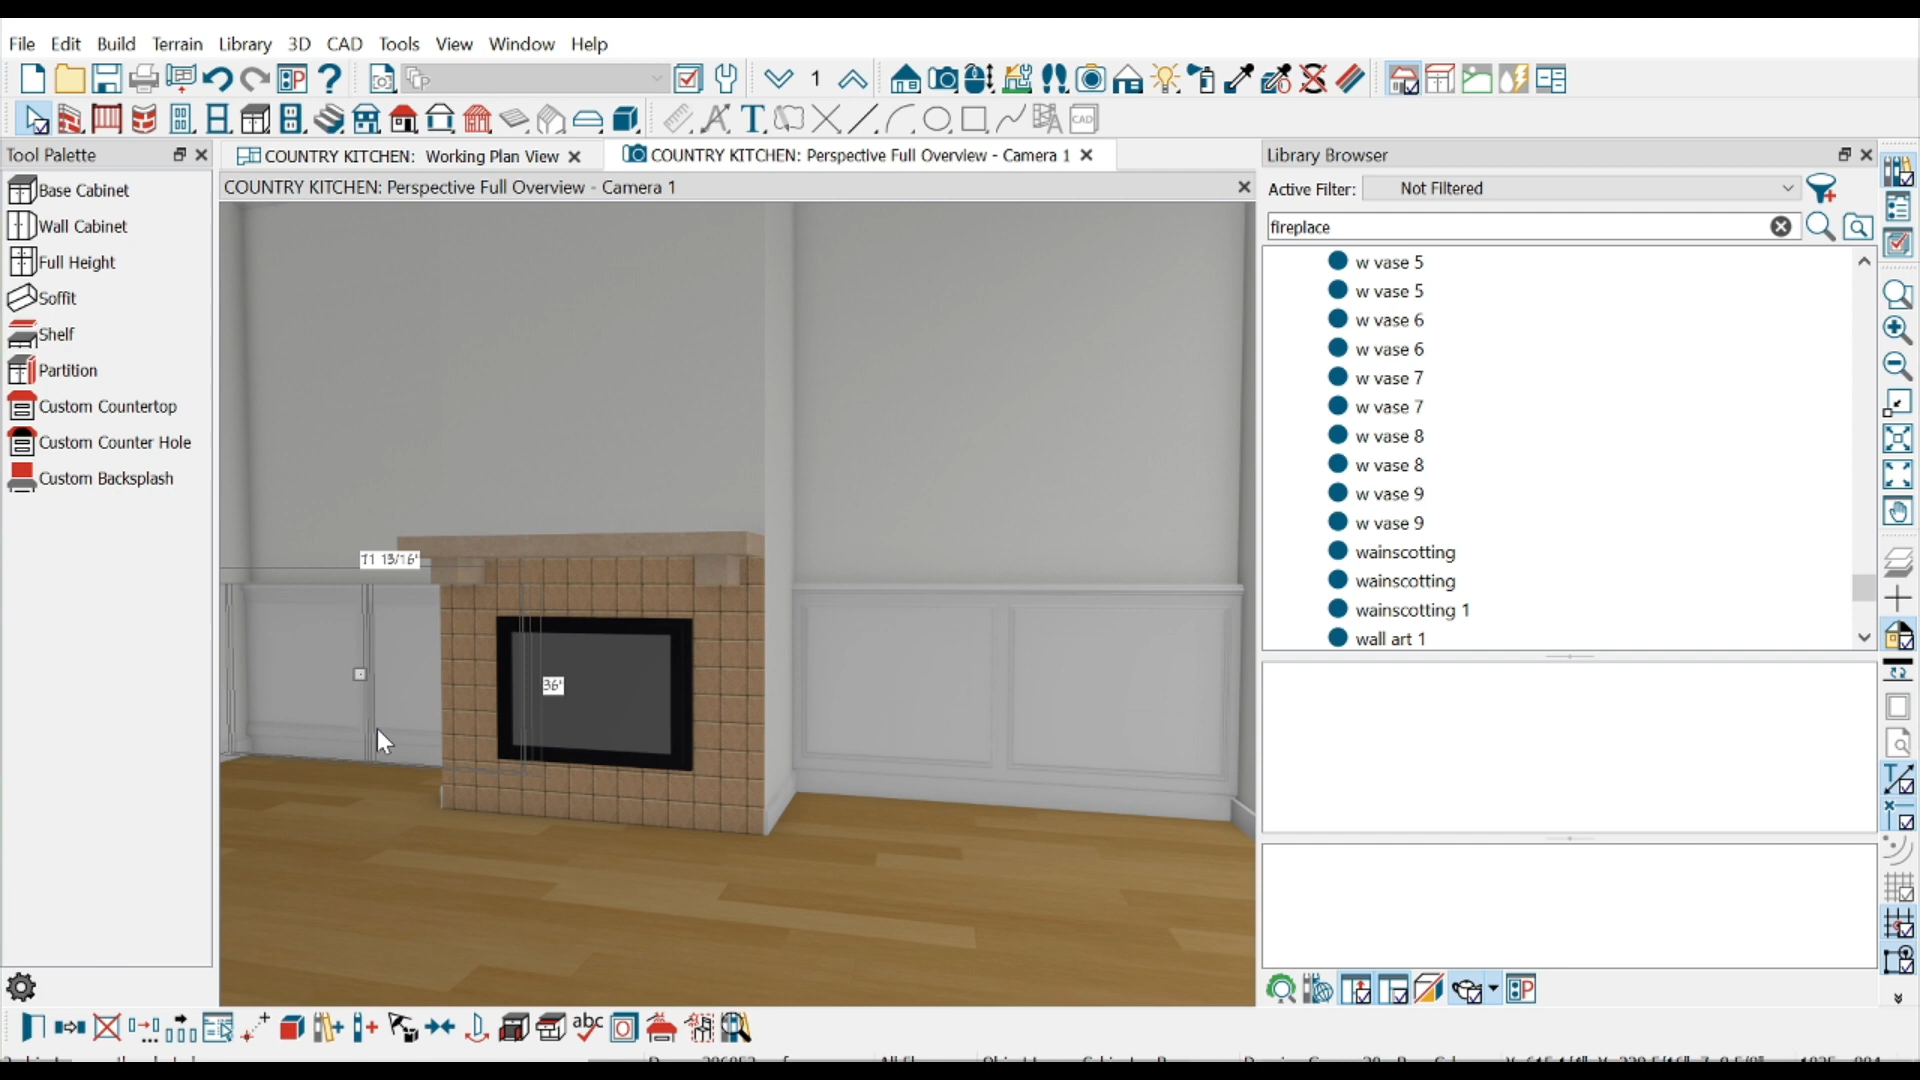 File Edit Build Terrain Library 3D CAD Tools View Window Help
1
CAD
Tool Palette
COUNTRY KITCHEN: Working Plan View
COUNTRY KITCHEN: Perspective Full Overview - Camera 1
Library Browser
COUNTRY KITCHEN: Perspective Full Overview - Camera 1
Active Filter: Not Filtered
fireplace
Base Cabinet
Wall Cabinet
Full Height
Soffit
Shelf
Partition
Custom Countertop
Custom Counter Hole
Custom Backsplash
11 13/16"
36"
w vase 5
w vase 5
w vase 6
w vase 6
w vase 7
w vase 7
w vase 8
w vase 8
w vase 9
w vase 9
wainscotting
wainscotting
wainscotting 1
wall art 1
abc